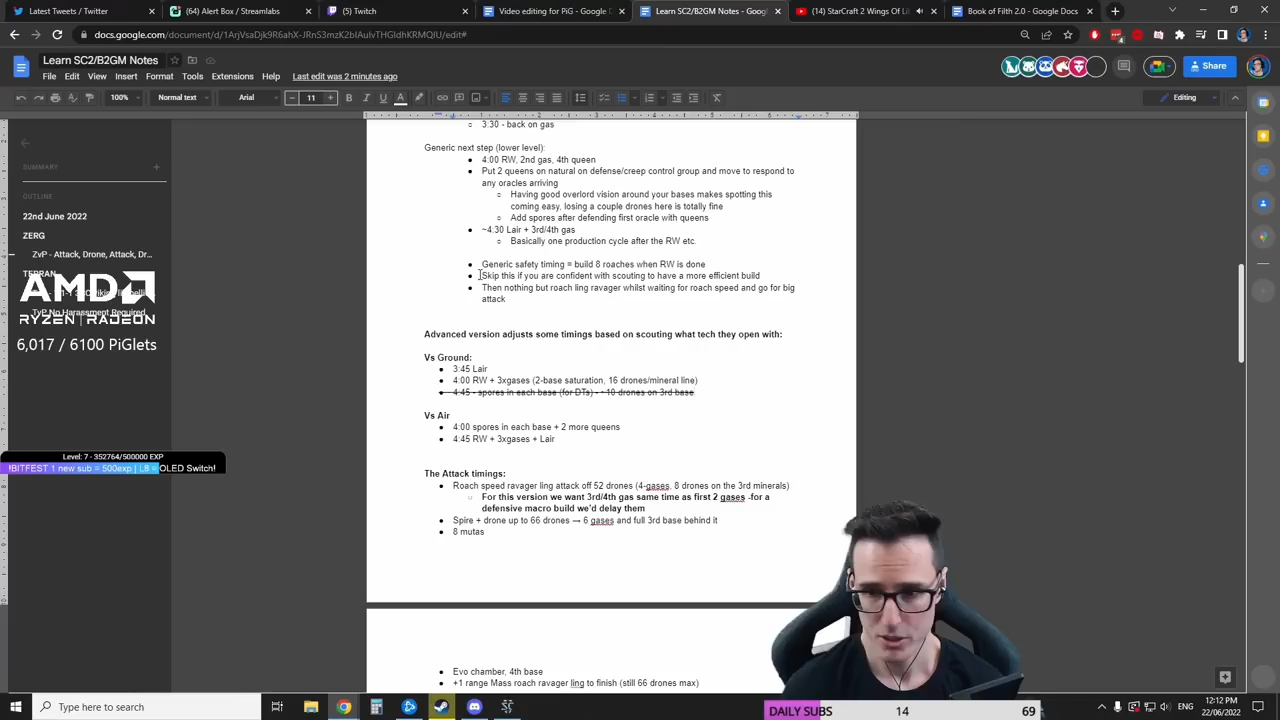 (2) Home / Twitter
(64) Alert Box / Streamlabs
(5) Twitch
Video editing for PiG - Google D
Learn SC2/B2GM Notes - Google
(14) StarCraft 2 Wings Of Li
Book of Filth 2.0 - Google Docs
docs.google.com/document/d/1ArjVsaDjk9R6ahX-JRnS3mzK2bIAuIvTHGIdhKRMQIU/edit#
Learn SC2/B2GM Notes
File Edit View Insert Format Tools Extensions Help Last edit was 2 minutes ago
Share
100% Normal text Arial 11 Editing
SUMMARY
OUTLINE
22nd June 2022
ZERG
ZvP - Attack, Drone, Attack, Dr...
TERRAN
TyP No Harassment Required
AMD
RYZEN | RADEON
6,017 / 6100 PiGlets
Level: 7 - 352764/500000 EXP
!BITFEST 1 new sub = 500exp | L8 = OLED Switch!
3:30 - back on gas
Generic next step (lower level):
4:00 RW, 2nd gas, 4th queen
Put 2 queens on natural on defense/creep control group and move to respond to
any oracles arriving
Having good overlord vision around your bases makes spotting this
coming easy, losing a couple drones here is totally fine
Add spores after defending first oracle with queens
~4:30 Lair + 3rd/4th gas
Basically one production cycle after the RW etc.
Generic safety timing = build 8 roaches when RW is done
Skip this if you are confident with scouting to have a more efficient build
Then nothing but roach ling ravager whilst waiting for roach speed and go for big
attack
Advanced version adjusts some timings based on scouting what tech they open with:
Vs Ground:
3:45 Lair
4:00 RW + 3xgases (2-base saturation, 16 drones/mineral line)
4:45 - spores in each base (for DTs) - ~10 drones on 3rd base
Vs Air
4:00 spores in each base + 2 more queens
4:45 RW + 3xgases + Lair
The Attack timings:
Roach speed ravager ling attack off 52 drones (4-gases, 8 drones on the 3rd minerals)
For this version we want 3rd/4th gas same time as first 2 gases -for a
defensive macro build we'd delay them
Spire + drone up to 66 drones → 6 gases and full 3rd base behind it
8 mutas
Evo chamber, 4th base
+1 range Mass roach ravager ling to finish (still 66 drones max)
Type here to search
12:12 PM
22/06/2022
DAILY SUBS 14 69